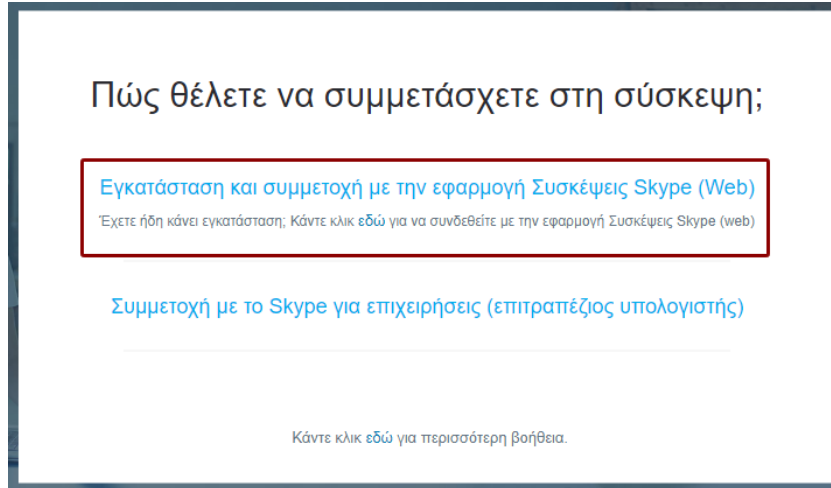 Πώς θέλετε να συμμετάσχετε στη σύσκεψη;
Εγκατάσταση και συμμετοχή με την εφαρμογή Συσκέψεις Skype (Web)
Έχετε ήδη κάνει εγκατάσταση; Κάντε κλικ εδώ για να συνδεθείτε με την εφαρμογή Συσκέψεις Skype (web)
Συμμετοχή με το Skype για επιχειρήσεις (επιτραπέζιος υπολογιστής)
Κάντε κλικ εδώ για περισσότερη βοήθεια.